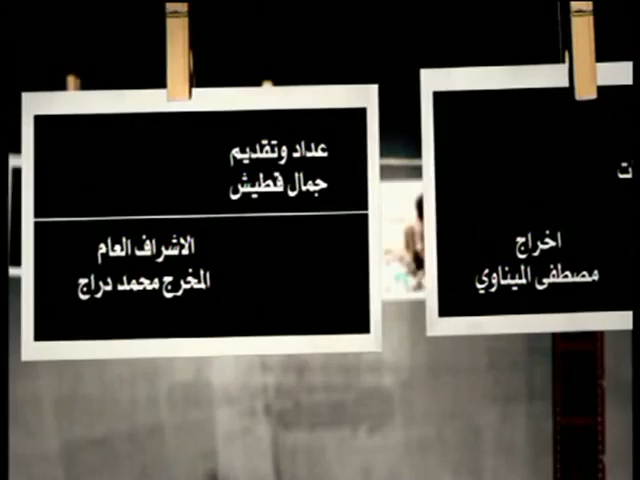 عداد وتقديم
جمال قطيش
الاشراف العام
المخرج محمد دراج
ت
اخراج
مصطفى الميناوي